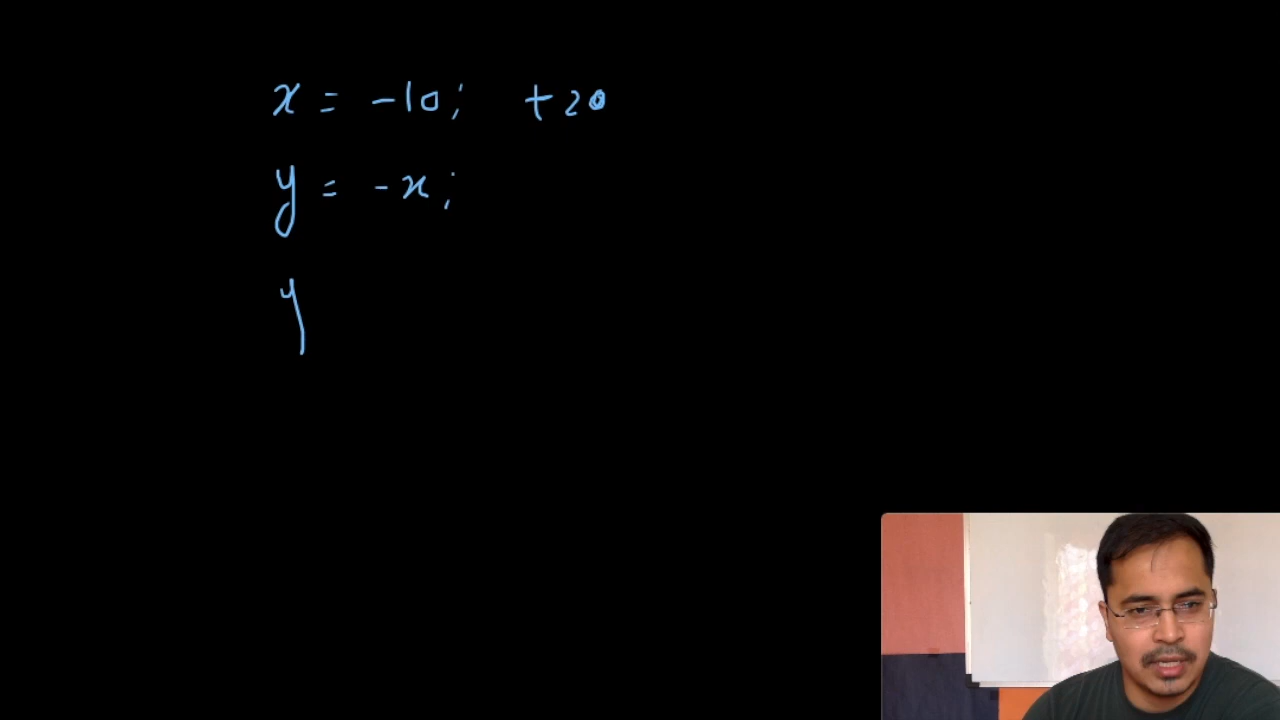 x = -10; +20
y = -x;
y